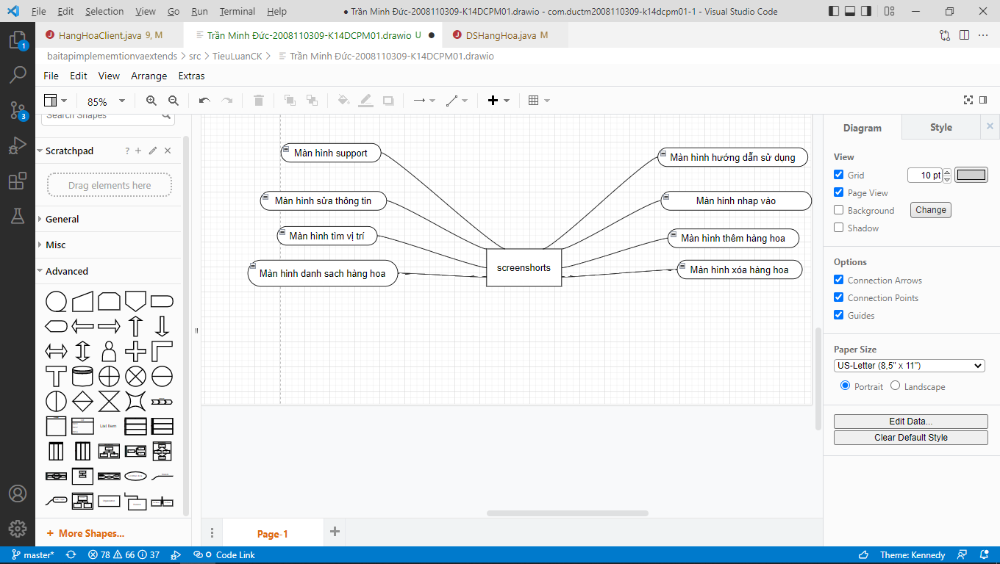 File Edit Selection View Go Run Terminal Help
● Trần Minh Đức-2008110309-K14DCPM01.drawio - com.ductm2008110309-k14dcpm01-1 - Visual Studio Code
HangHoaClient.java 9, M
Trần Minh Đức-2008110309-K14DCPM01.drawio U ●
DSHangHoa.java M
baitapimplememtionvaextends > src > TieuLuanCK > Trần Minh Đức-2008110309-K14DCPM01.drawio
File Edit View Arrange Extras
85%
Search Shapes
Scratchpad
Drag elements here
General
Misc
Advanced
List Item
+ More Shapes...
Màn hình support
Màn hình sửa thông tin
Màn hình tìm vị trí
Màn hinh danh sach hàng hoa
screenshorts
Màn hình hướng dẫn sử dụng
Màn hinh nhap vào
Màn hình thêm hàng hoa
Màn hình xóa hàng hoa
Page-1
Diagram
Style
View
Grid
10 pt
Page View
Background
Change
Shadow
Options
Connection Arrows
Connection Points
Guides
Paper Size
US-Letter (8,5" x 11")
Portrait
Landscape
Edit Data...
Clear Default Style
1
3
master*
78 66 37
0 Code Link
Theme: Kennedy